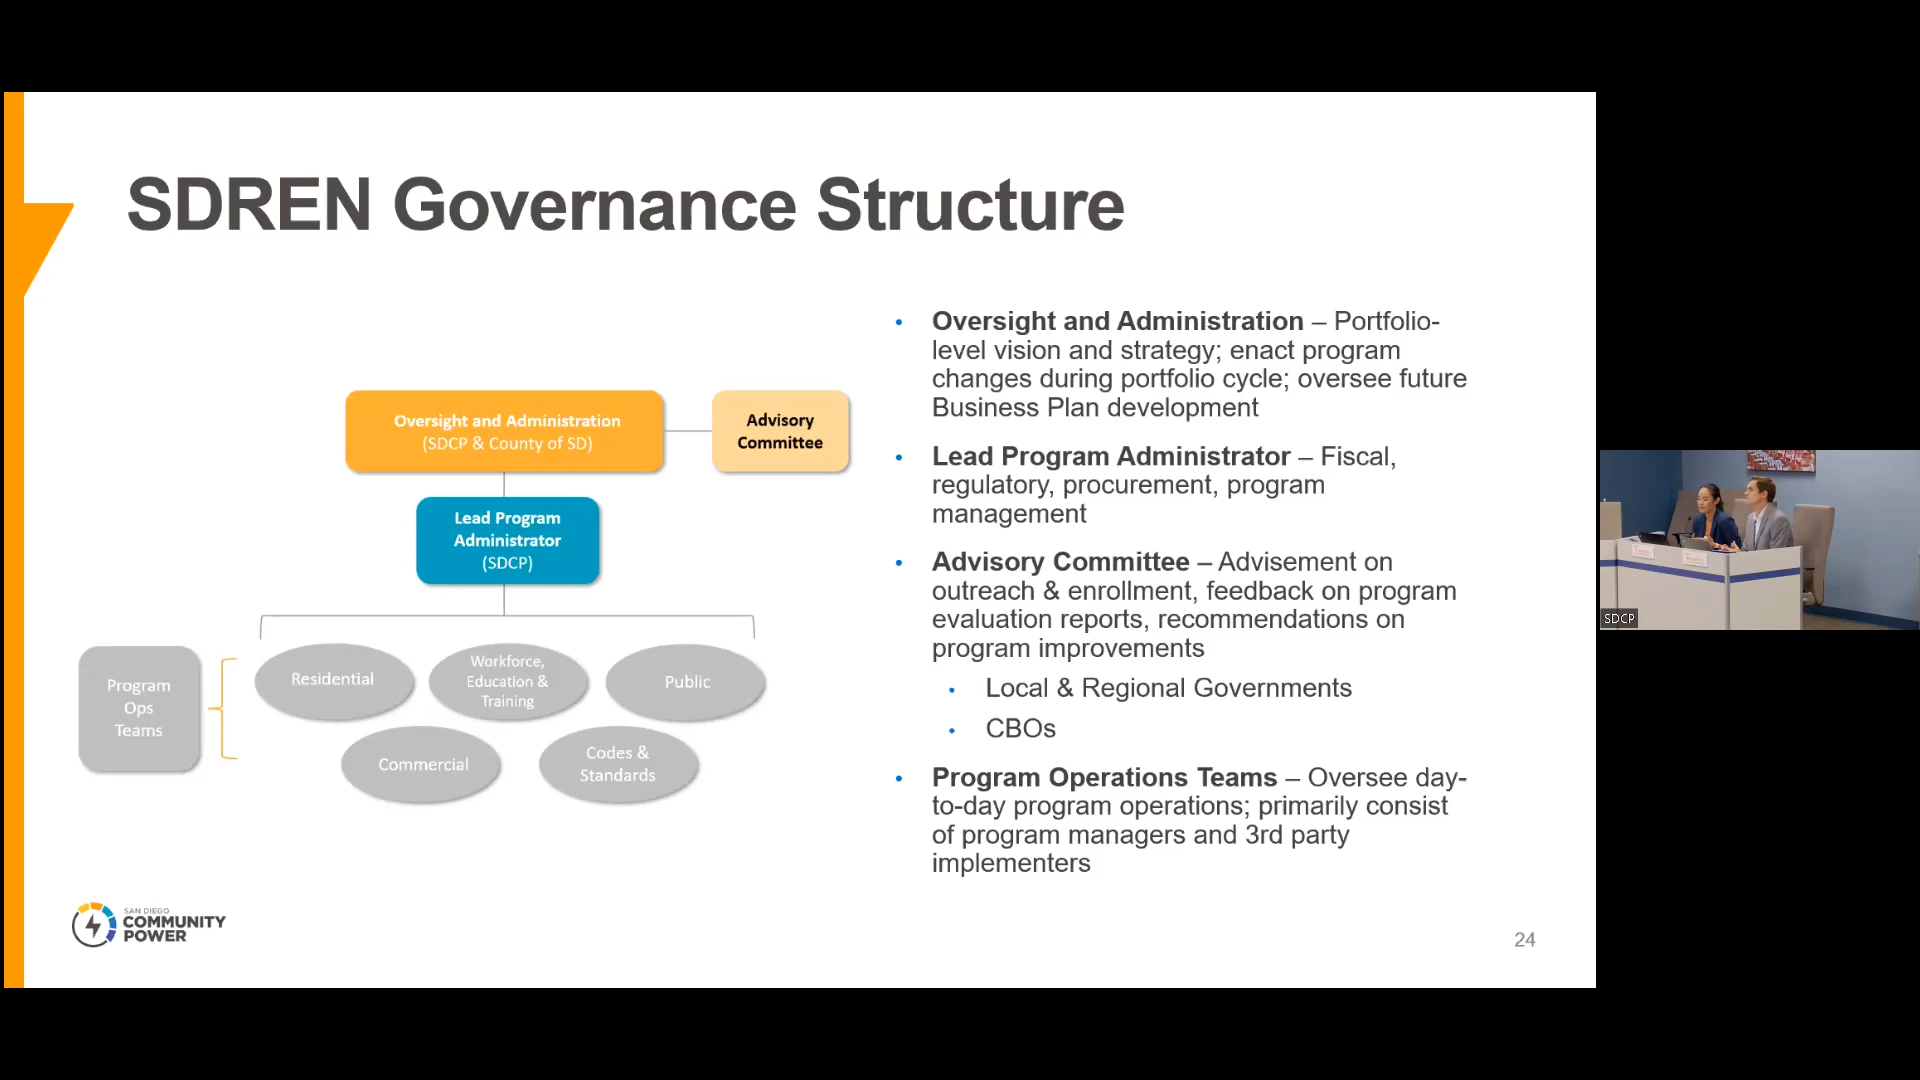 SDREN Governance Structure
Oversight and Administration
(SDCP & County of SD)
Advisory
Committee
Lead Program
Administrator
(SDCP)
Program
Ops
Teams
Residential
Workforce,
Education &
Training
Public
Commercial
Codes &
Standards
• Oversight and Administration – Portfolio-
level vision and strategy; enact program
changes during portfolio cycle; oversee future
Business Plan development
• Lead Program Administrator – Fiscal,
regulatory, procurement, program
management
• Advisory Committee – Advisement on
outreach & enrollment, feedback on program
evaluation reports, recommendations on
program improvements
• Local & Regional Governments
• CBOs
• Program Operations Teams – Oversee day-
to-day program operations; primarily consist
of program managers and 3rd party
implementers
SAN DIEGO
COMMUNITY
POWER
24
SDCP